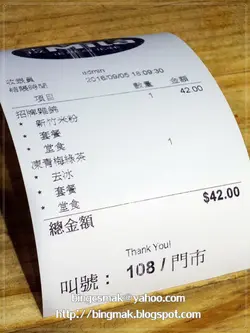 收銀員 admin
結賬時間 2016/09/05 18:09:30
項目 數量 金額
招牌雞鍋 1 42.00
• 新竹米粉
• 套餐
• 堂食
凍青梅綠茶 1
• 去冰
• 套餐
• 堂食
總金額 $42.00
Thank You!
叫號： 108 / 門市
bingcsmak@yahoo.com
http://bingmak.blogspot.com/